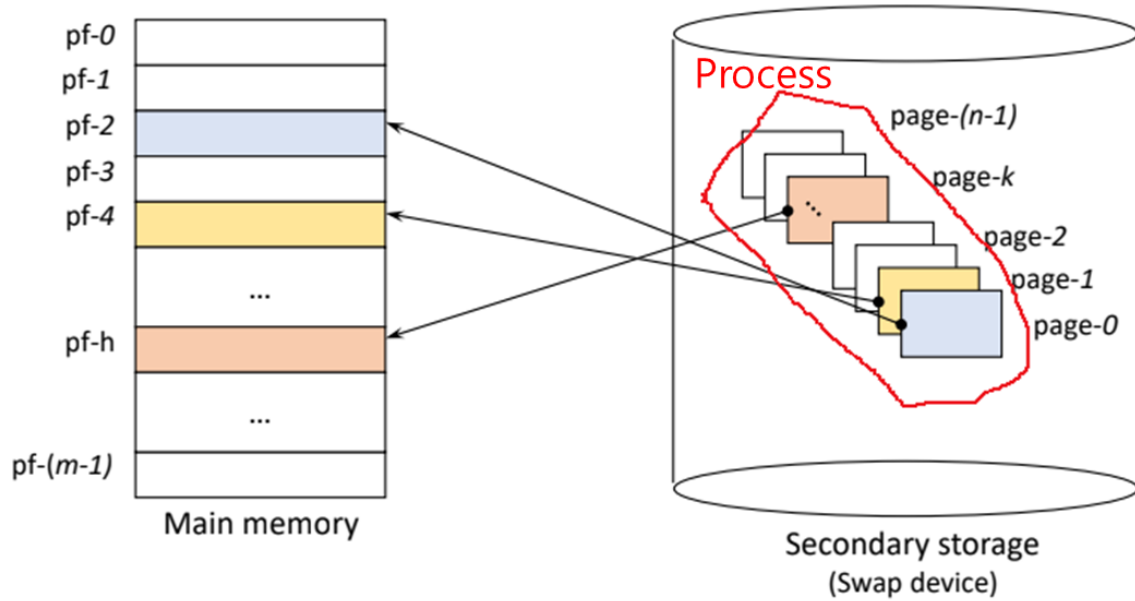 pf-0
pf-1
pf-2
pf-3
pf-4
...
pf-h
...
pf-(m-1)
Main memory
Process
page-(n-1)
page-k
page-2
page-1
page-0
...
Secondary storage
(Swap device)